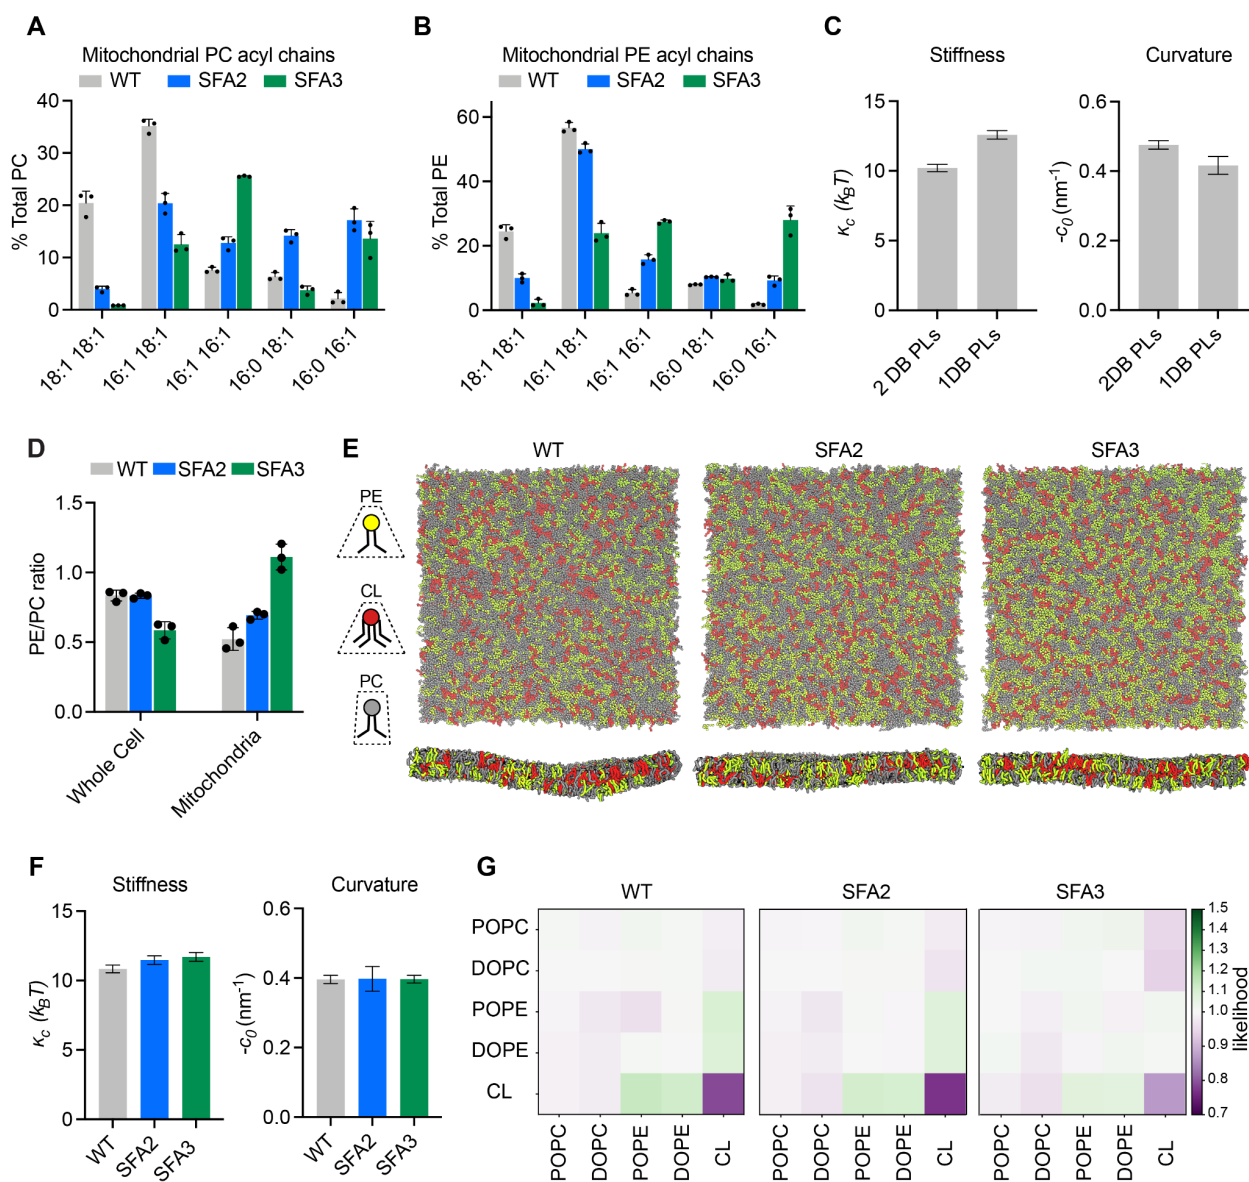 A
Mitochondrial PC acyl chains
WT SFA2 SFA3
% Total PC
40
30
20
10
0
18:1 18:1
16:1 18:1
16:1 16:1
16:0 18:1
16:0 16:1
B
Mitochondrial PE acyl chains
WT SFA2 SFA3
% Total PE
60
40
20
0
18:1 18:1
16:1 18:1
16:1 16:1
16:0 18:1
16:0 16:1
C
Stiffness
κc (kBT)
15
10
5
0
2 DB PLs
1DB PLs
Curvature
-c0 (nm-1)
0.6
0.4
0.2
0.0
2DB PLs
1DB PLs
D
WT SFA2 SFA3
PE/PC ratio
1.5
1.0
0.5
0.0
Whole Cell
Mitochondria
E
WT SFA2 SFA3
PE
CL
PC
F
Stiffness
κc (kBT)
15
10
5
0
WT
SFA2
SFA3
Curvature
-c0 (nm-1)
0.6
0.4
0.2
0.0
WT
SFA2
SFA3
G
WT SFA2 SFA3
POPC
DOPC
POPE
DOPE
CL
POPC DOPC POPE DOPE CL
POPC DOPC POPE DOPE CL
POPC DOPC POPE DOPE CL
1.5
1.4
1.3
1.2
1.1
1.0
0.9
0.8
0.7
likelihood